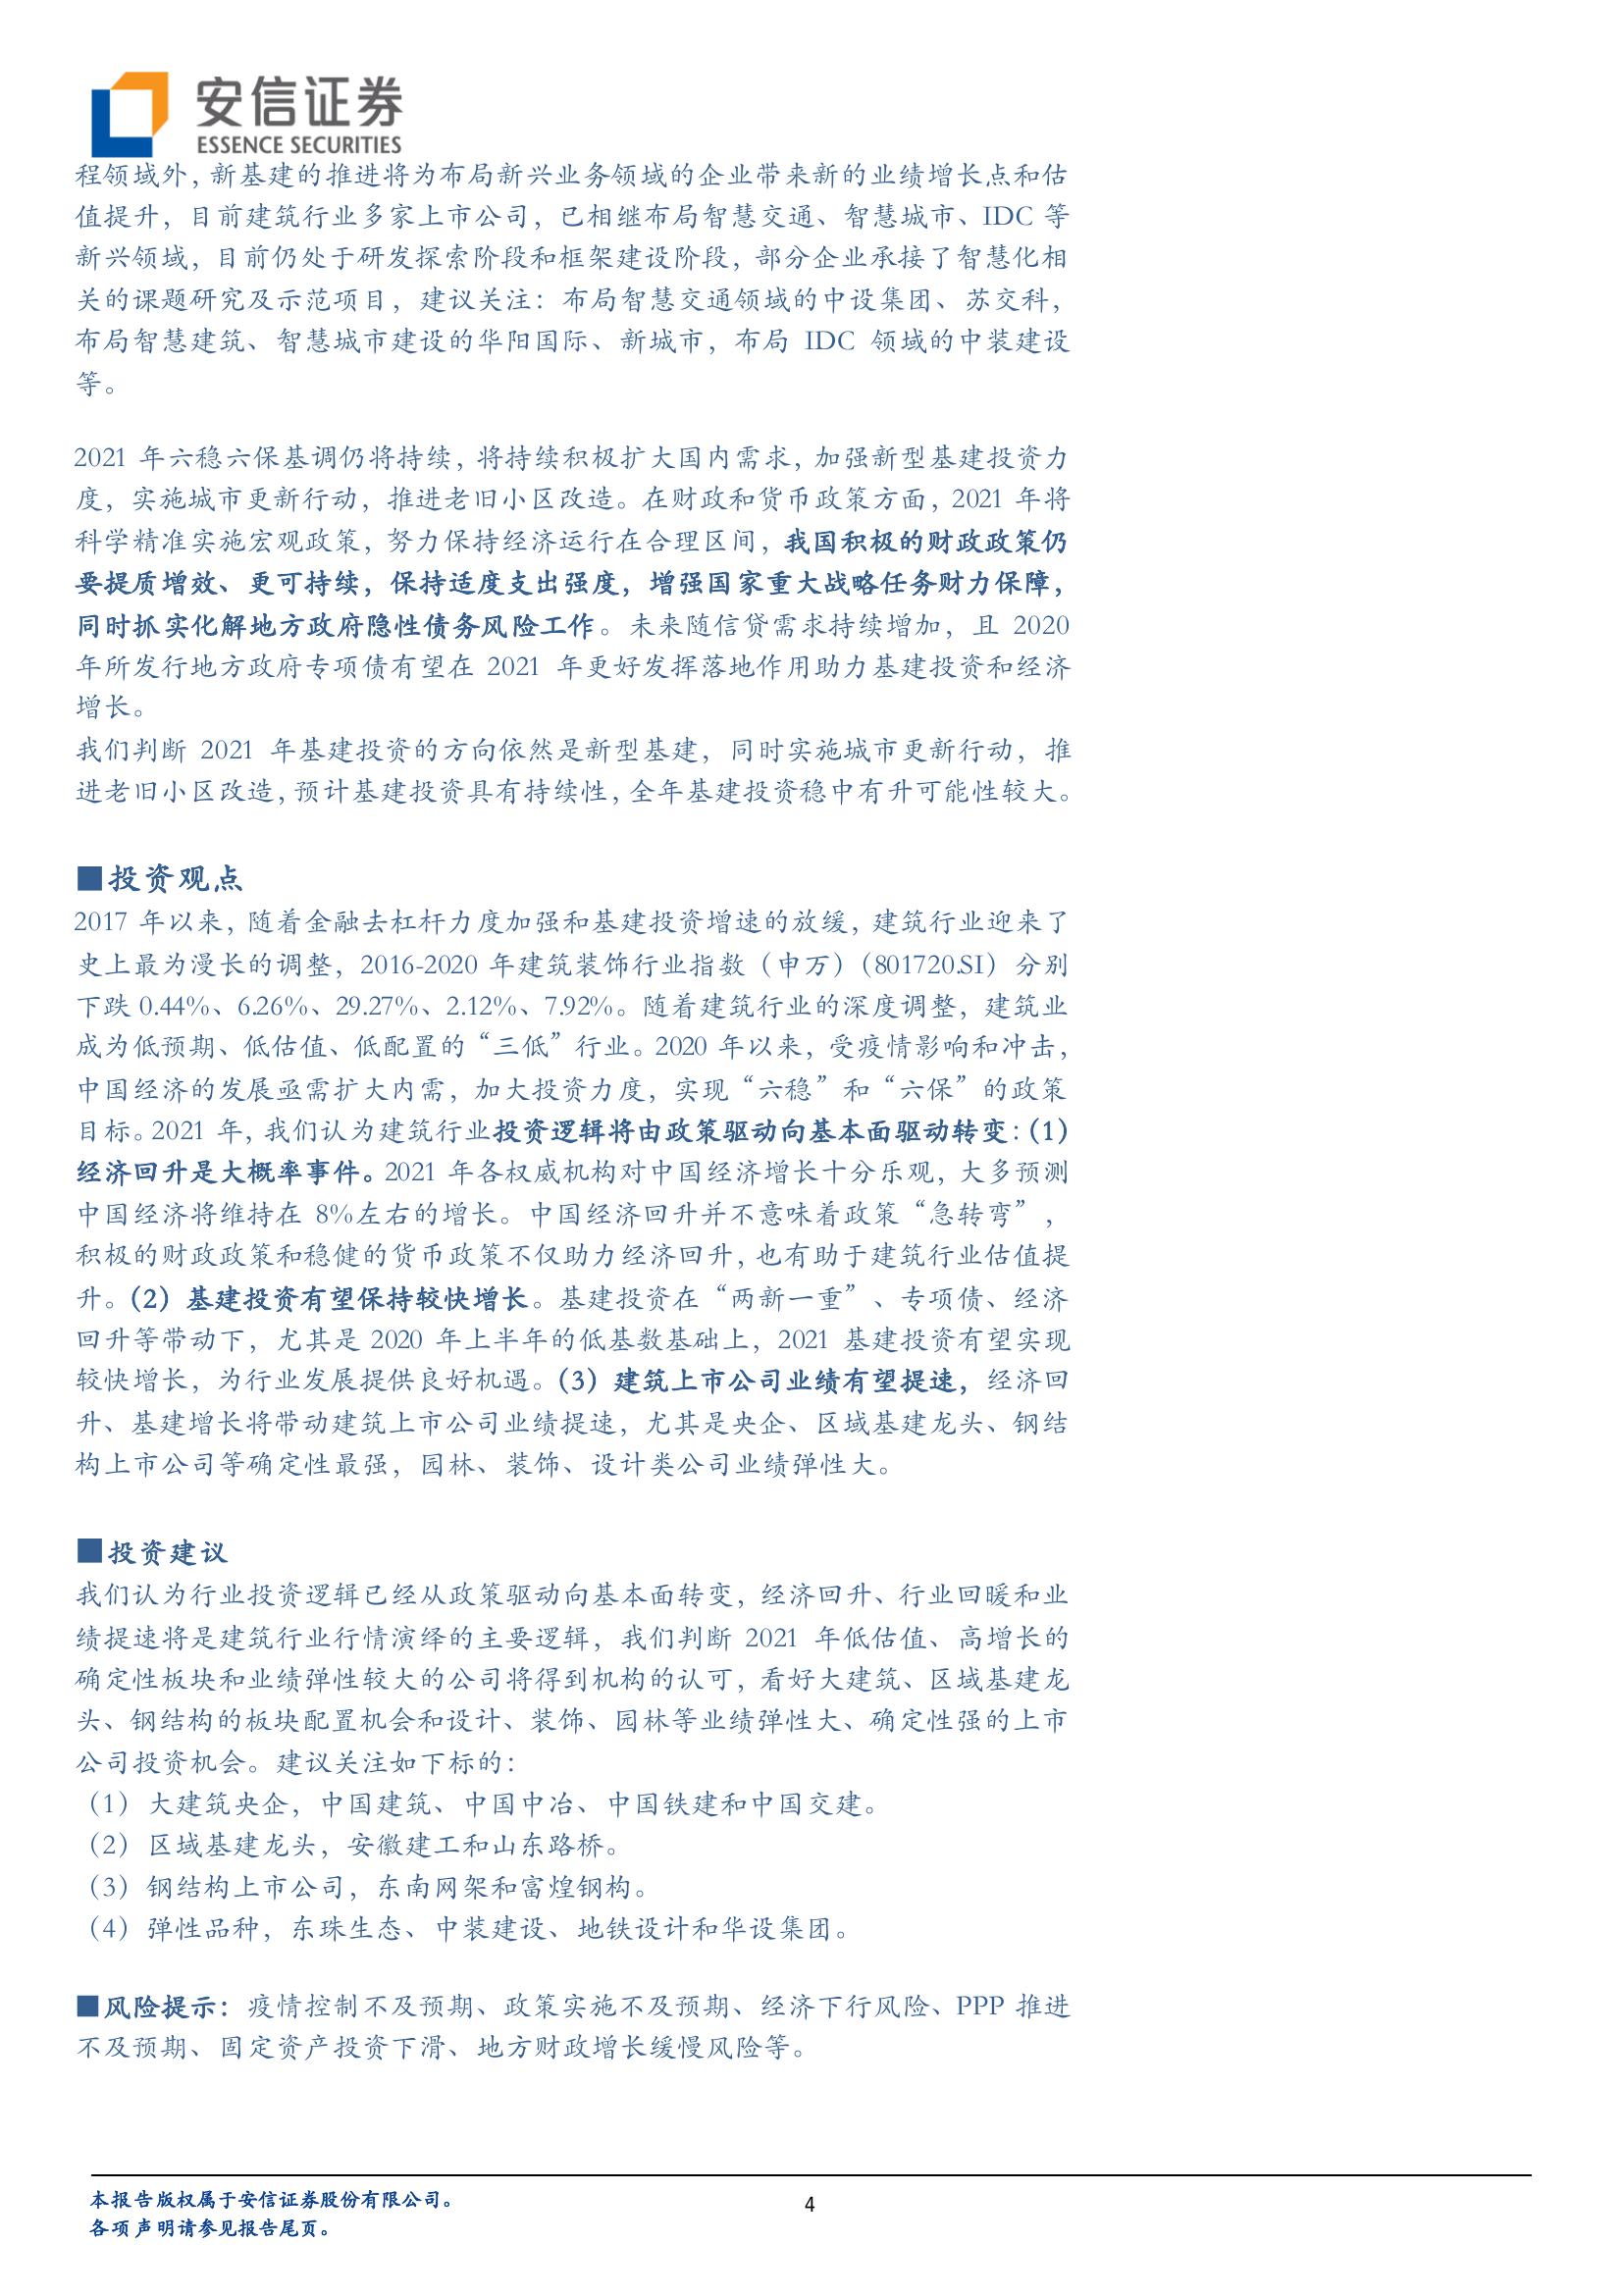 安信证券
ESSENCE SECURITIES
程领域外，新基建的推进将为布局新兴业务领域的企业带来新的业绩增长点和估
值提升，目前建筑行业多家上市公司，已相继布局智慧交通、智慧城市、IDC 等
新兴领域，目前仍处于研发探索阶段和框架建设阶段，部分企业承接了智慧化相
关的课题研究及示范项目，建议关注：布局智慧交通领域的中设集团、苏交科，
布局智慧建筑、智慧城市建设的华阳国际、新城市，布局 IDC 领域的中装建设
等。
2021 年六稳六保基调仍将持续，将持续积极扩大国内需求，加强新型基建投资力
度，实施城市更新行动，推进老旧小区改造。在财政和货币政策方面，2021 年将
科学精准实施宏观政策，努力保持经济运行在合理区间，我国积极的财政政策仍
要提质增效、更可持续，保持适度支出强度，增强国家重大战略任务财力保障，
同时抓实化解地方政府隐性债务风险工作。未来随信贷需求持续增加，且 2020
年所发行地方政府专项债有望在 2021 年更好发挥落地作用助力基建投资和经济
增长。
我们判断 2021 年基建投资的方向依然是新型基建，同时实施城市更新行动，推
进老旧小区改造，预计基建投资具有持续性，全年基建投资稳中有升可能性较大。
■投资观点
2017 年以来，随着金融去杠杆力度加强和基建投资增速的放缓，建筑行业迎来了
史上最为漫长的调整，2016-2020 年建筑装饰行业指数（申万）（801720.SI）分别
下跌 0.44%、6.26%、29.27%、2.12%、7.92%。随着建筑行业的深度调整，建筑业
成为低预期、低估值、低配置的“三低”行业。2020 年以来，受疫情影响和冲击，
中国经济的发展亟需扩大内需，加大投资力度，实现“六稳”和“六保”的政策
目标。2021 年，我们认为建筑行业投资逻辑将由政策驱动向基本面驱动转变：（1）
经济回升是大概率事件。2021 年各权威机构对中国经济增长十分乐观，大多预测
中国经济将维持在 8%左右的增长。中国经济回升并不意味着政策“急转弯”，
积极的财政政策和稳健的货币政策不仅助力经济回升，也有助于建筑行业估值提
升。（2）基建投资有望保持较快增长。基建投资在“两新一重”、专项债、经济
回升等带动下，尤其是 2020 年上半年的低基数基础上，2021 基建投资有望实现
较快增长，为行业发展提供良好机遇。（3）建筑上市公司业绩有望提速，经济回
升、基建增长将带动建筑上市公司业绩提速，尤其是央企、区域基建龙头、钢结
构上市公司等确定性最强，园林、装饰、设计类公司业绩弹性大。
■投资建议
我们认为行业投资逻辑已经从政策驱动向基本面转变，经济回升、行业回暖和业
绩提速将是建筑行业行情演绎的主要逻辑，我们判断 2021 年低估值、高增长的
确定性板块和业绩弹性较大的公司将得到机构的认可，看好大建筑、区域基建龙
头、钢结构的板块配置机会和设计、装饰、园林等业绩弹性大、确定性强的上市
公司投资机会。建议关注如下标的：
（1）大建筑央企，中国建筑、中国中冶、中国铁建和中国交建。
（2）区域基建龙头，安徽建工和山东路桥。
（3）钢结构上市公司，东南网架和富煌钢构。
（4）弹性品种，东珠生态、中装建设、地铁设计和华设集团。
■风险提示：疫情控制不及预期、政策实施不及预期、经济下行风险、PPP 推进
不及预期、固定资产投资下滑、地方财政增长缓慢风险等。
本报告版权属于安信证券股份有限公司。
4
各项声明请参见报告尾页。